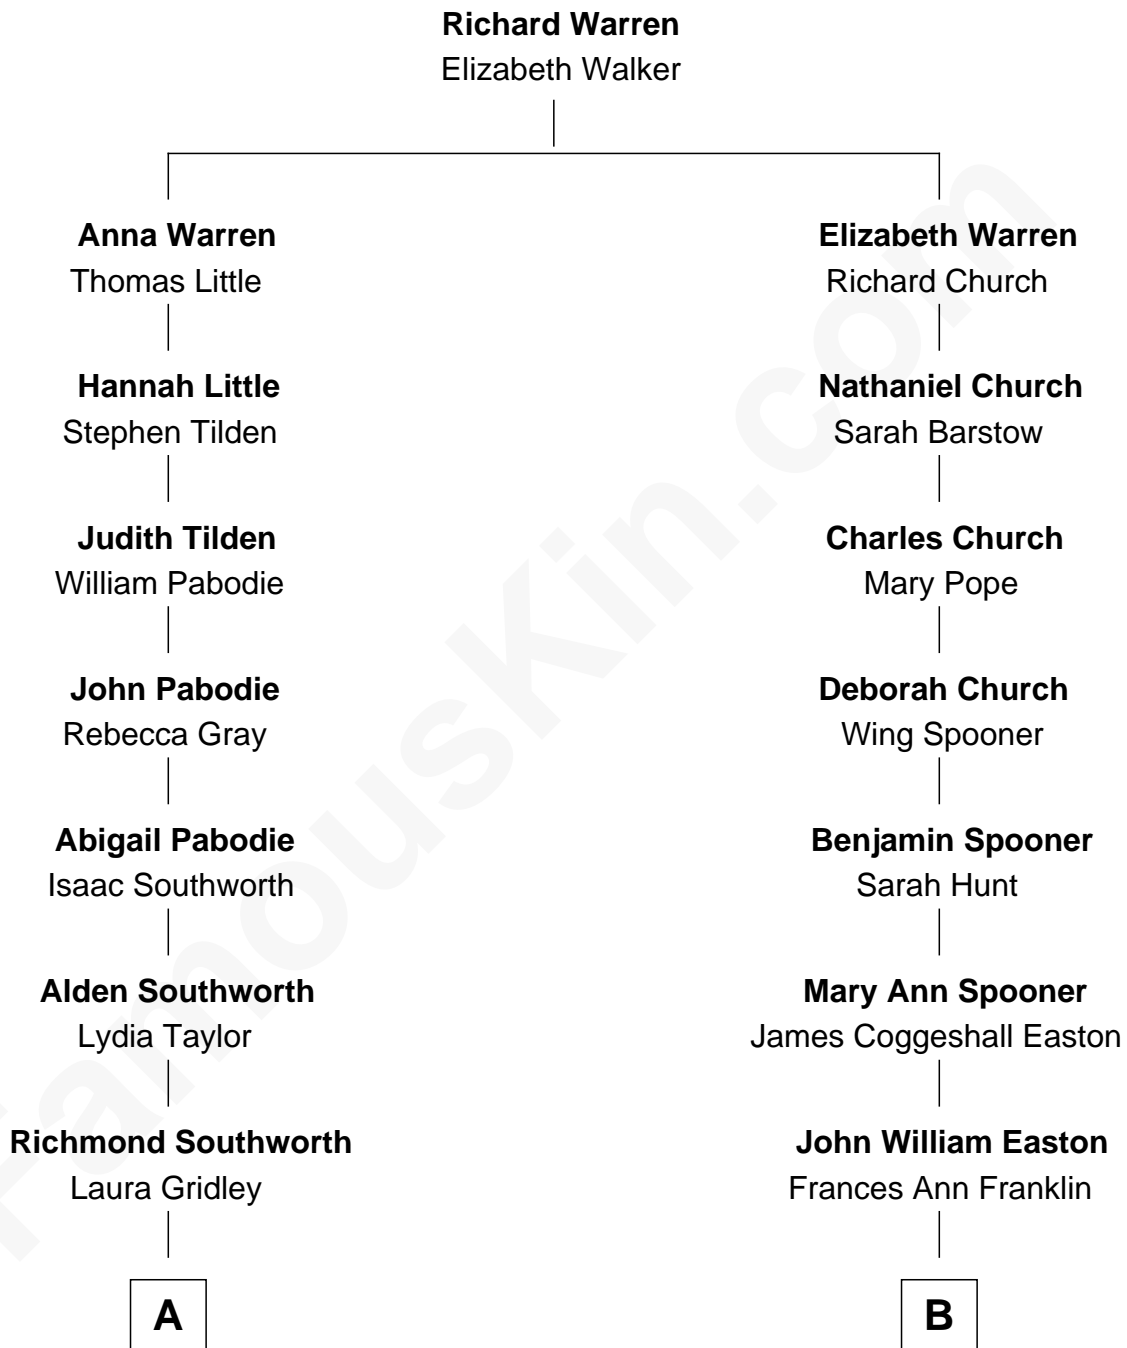 Richard Warren
Elizabeth Walker
Anna Warren
Thomas Little
Hannah Little
Stephen Tilden
Judith Tilden
William Pabodie
John Pabodie
Rebecca Gray
Abigail Pabodie
Isaac Southworth
Alden Southworth
Lydia Taylor
Richmond Southworth
Laura Gridley
A
Elizabeth Warren
Richard Church
Nathaniel Church
Sarah Barstow
Charles Church
Mary Pope
Deborah Church
Wing Spooner
Benjamin Spooner
Sarah Hunt
Mary Ann Spooner
James Coggeshall Easton
John William Easton
Frances Ann Franklin
B
FamousKin.com